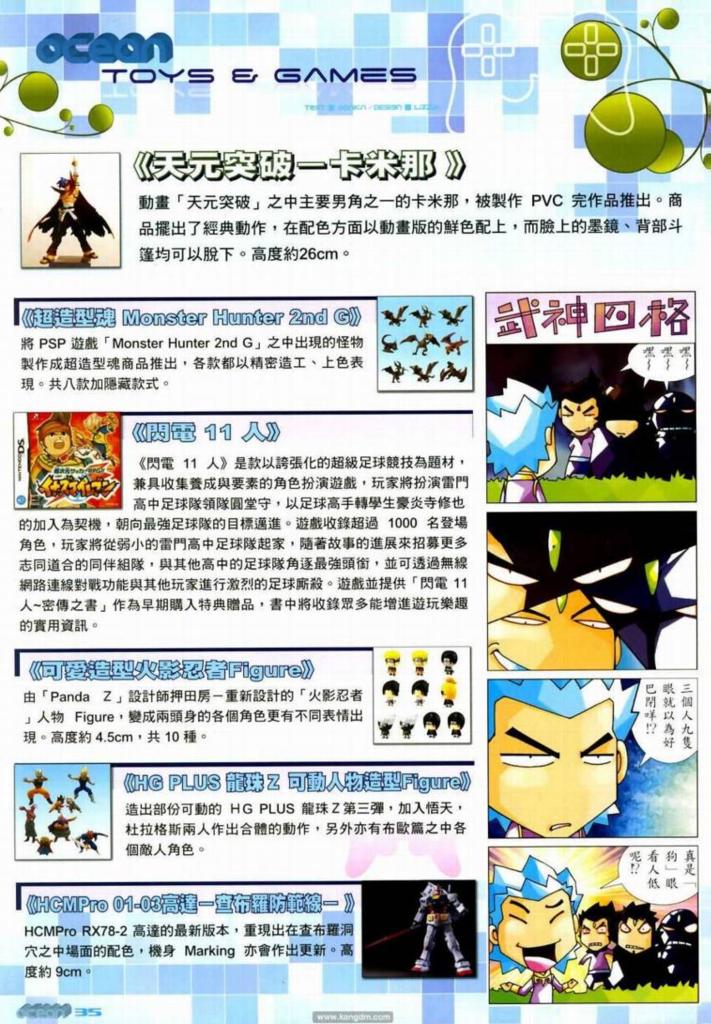 Ocean
TOYS & GAMES
《天元突破－卡米那 》
動畫「天元突破」之中主要男角之一的卡米那，被製作 PVC 完作品推出。商
品擺出了經典動作，在配色方面以動畫版的鮮色配上，而臉上的墨鏡、背部斗
篷均可以脫下。高度約26cm。
《超造型魂 Monster Hunter 2nd G》
將 PSP 遊戲「Monster Hunter 2nd G」之中出現的怪物
製作成超造型魂商品推出，各款都以精密造工、上色表
現。共八款加隱藏款式。
《閃電 11 人》
《閃電 11 人》是款以誇張化的超級足球競技為題材，
兼具收集養成與要素的角色扮演遊戲，玩家將扮演雷門
高中足球隊領隊圓堂守，以足球高手轉學生豪炎寺修也
的加入為契機，朝向最強足球隊的目標邁進。遊戲收錄超過 1000 名登場
角色，玩家將從弱小的雷門高中足球隊起家，隨著故事的進展來招募更多
志同道合的同伴組隊，與其他高中的足球隊角逐最強頭銜，並可透過無線
網路連線對戰功能與其他玩家進行激烈的足球廝殺。遊戲並提供「閃電 11
人~密傳之書」作為早期購入特典贈品，書中將收錄眾多能增進遊玩樂趣
的實用資訊。
《可愛造型火影忍者Figure》
由「Panda Z」設計師押田房一重新設計的「火影忍者
」人物 Figure，變成兩頭身的各個角色更有不同表情出
現。高度約 4.5cm，共 10 種。
《HG PLUS 龍珠Z 可動人物造型Figure》
造出部份可動的 HG PLUS 龍珠Z第三彈，加入悟天，
杜拉格斯兩人作出合體的動作，另外亦有布歐篇之中各
個敵人角色。
《HCMPro 01-03高達－查布羅防範線－ 》
HCMPro RX78-2 高達的最新版本，重現出在查布羅洞
穴之中場面的配色，機身 Marking 亦會作出更新。高
度約 9cm。
武神四格
嘿～
嘿～
嘿～
三個人九隻
眼就以為好
巴閉咩!?
真是「
狗」眼
看人低
呢!?
Ocean 35
www.kangdm.com